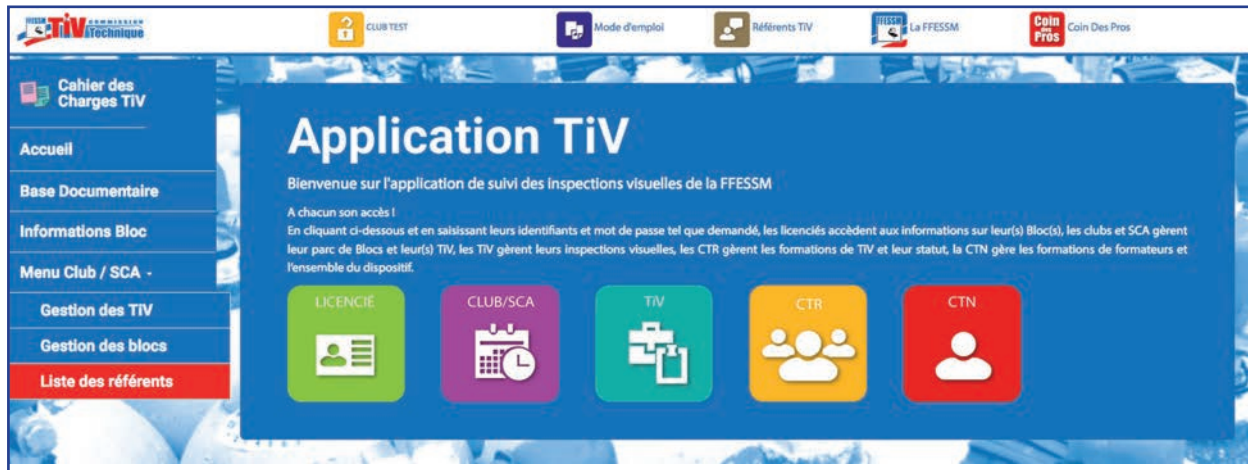 FFESSM TiV COMMISSION Technique
CLUB TEST
Mode d'emploi
Référents TIV
FFESSM
La FFESSM
Coin des Pros
Coin Des Pros
Cahier des
Charges TIV
Accueil
Base Documentaire
Informations Bloc
Menu Club / SCA -
Gestion des TIV
Gestion des blocs
Liste des référents
Application TiV
Bienvenue sur l'application de suivi des inspections visuelles de la FFESSM
A chacun son accès !
En cliquant ci-dessous et en saisissant leurs identifiants et mot de passe tel que demandé, les licenciés accèdent aux informations sur leur(s) Bloc(s), les clubs et SCA gèrent
leur parc de Blocs et leur(s) TiV, les TiV gèrent leurs inspections visuelles, les CTR gèrent les formations de TiV et leur statut, la CTN gère les formations de formateurs et
l'ensemble du dispositif.
LICENCIÉ
CLUB/SCA
TiV
CTR
CTN